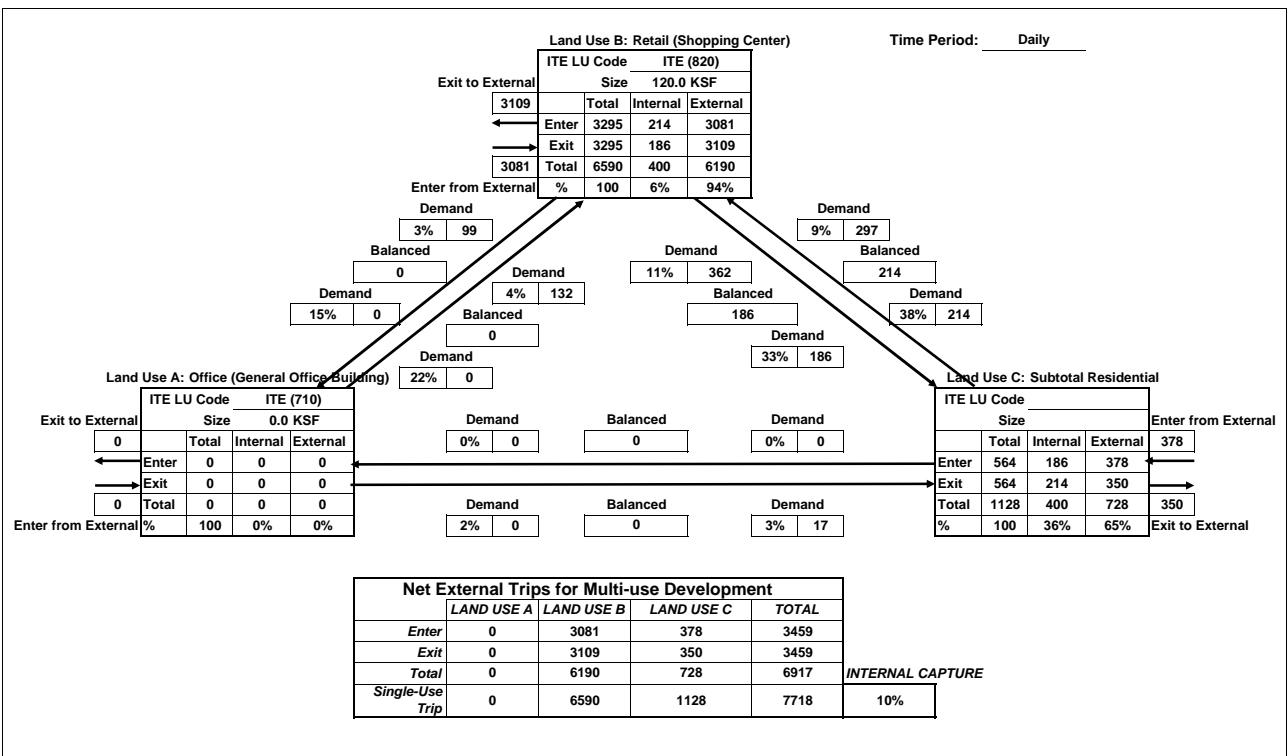 Land Use B: Retail (Shopping Center)
Time Period: Daily
ITE LU Code ITE (820)
Exit to External Size 120.0 KSF
3109 Total Internal External
Enter 3295 214 3081
Exit 3295 186 3109
3081 Total 6590 400 6190
Enter from External % 100 6% 94%
Demand Demand
3% 99 9% 297
Balanced Demand Balanced
0 Demand 11% 362 214
Demand 4% 132 Balanced Demand
15% 0 Balanced 186 38% 214
0 Demand
Demand 33% 186
Land Use A: Office (General Office Building) 22% 0 Land Use C: Subtotal Residential
ITE LU Code ITE (710) ITE LU Code
Exit to External Size 0.0 KSF Demand Balanced Demand Size Enter from External
0 Total Internal External 0% 0 0 0% 0 Total Internal External 378
Enter 0 0 0 Enter 564 186 378
Exit 0 0 0 Exit 564 214 350
0 Total 0 0 0 Demand Balanced Demand Total 1128 400 728 350
Enter from External % 100 0% 0% 2% 0 0 3% 17 % 100 36% 65% Exit to External
Net External Trips for Multi-use Development
LAND USE A LAND USE B LAND USE C TOTAL
Enter 0 3081 378 3459
Exit 0 3109 350 3459
Total 0 6190 728 6917 INTERNAL CAPTURE
Single-Use
Trip 0 6590 1128 7718 10%